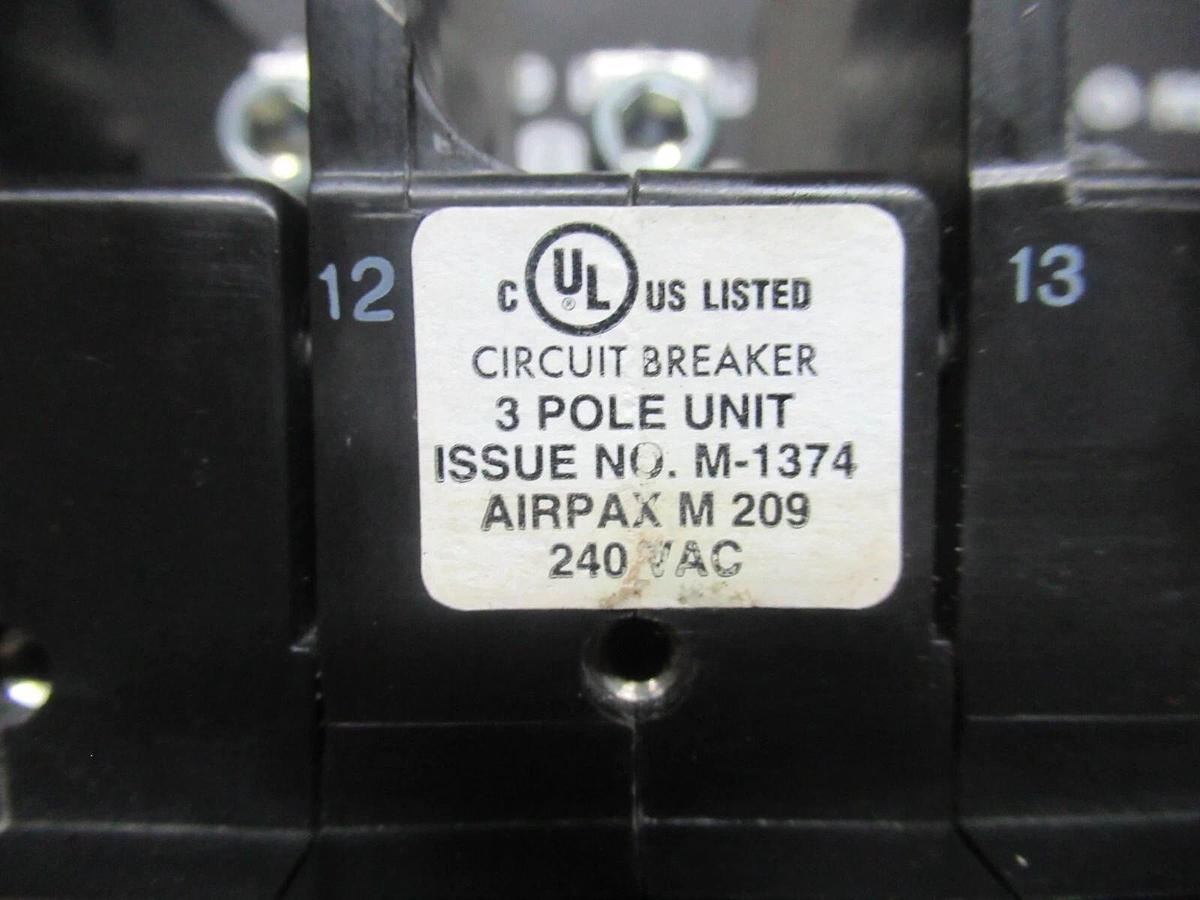 12
C UL ® US LISTED
CIRCUIT BREAKER
3 POLE UNIT
ISSUE NO. M-1374
AIRPAX M 209
240 VAC
13